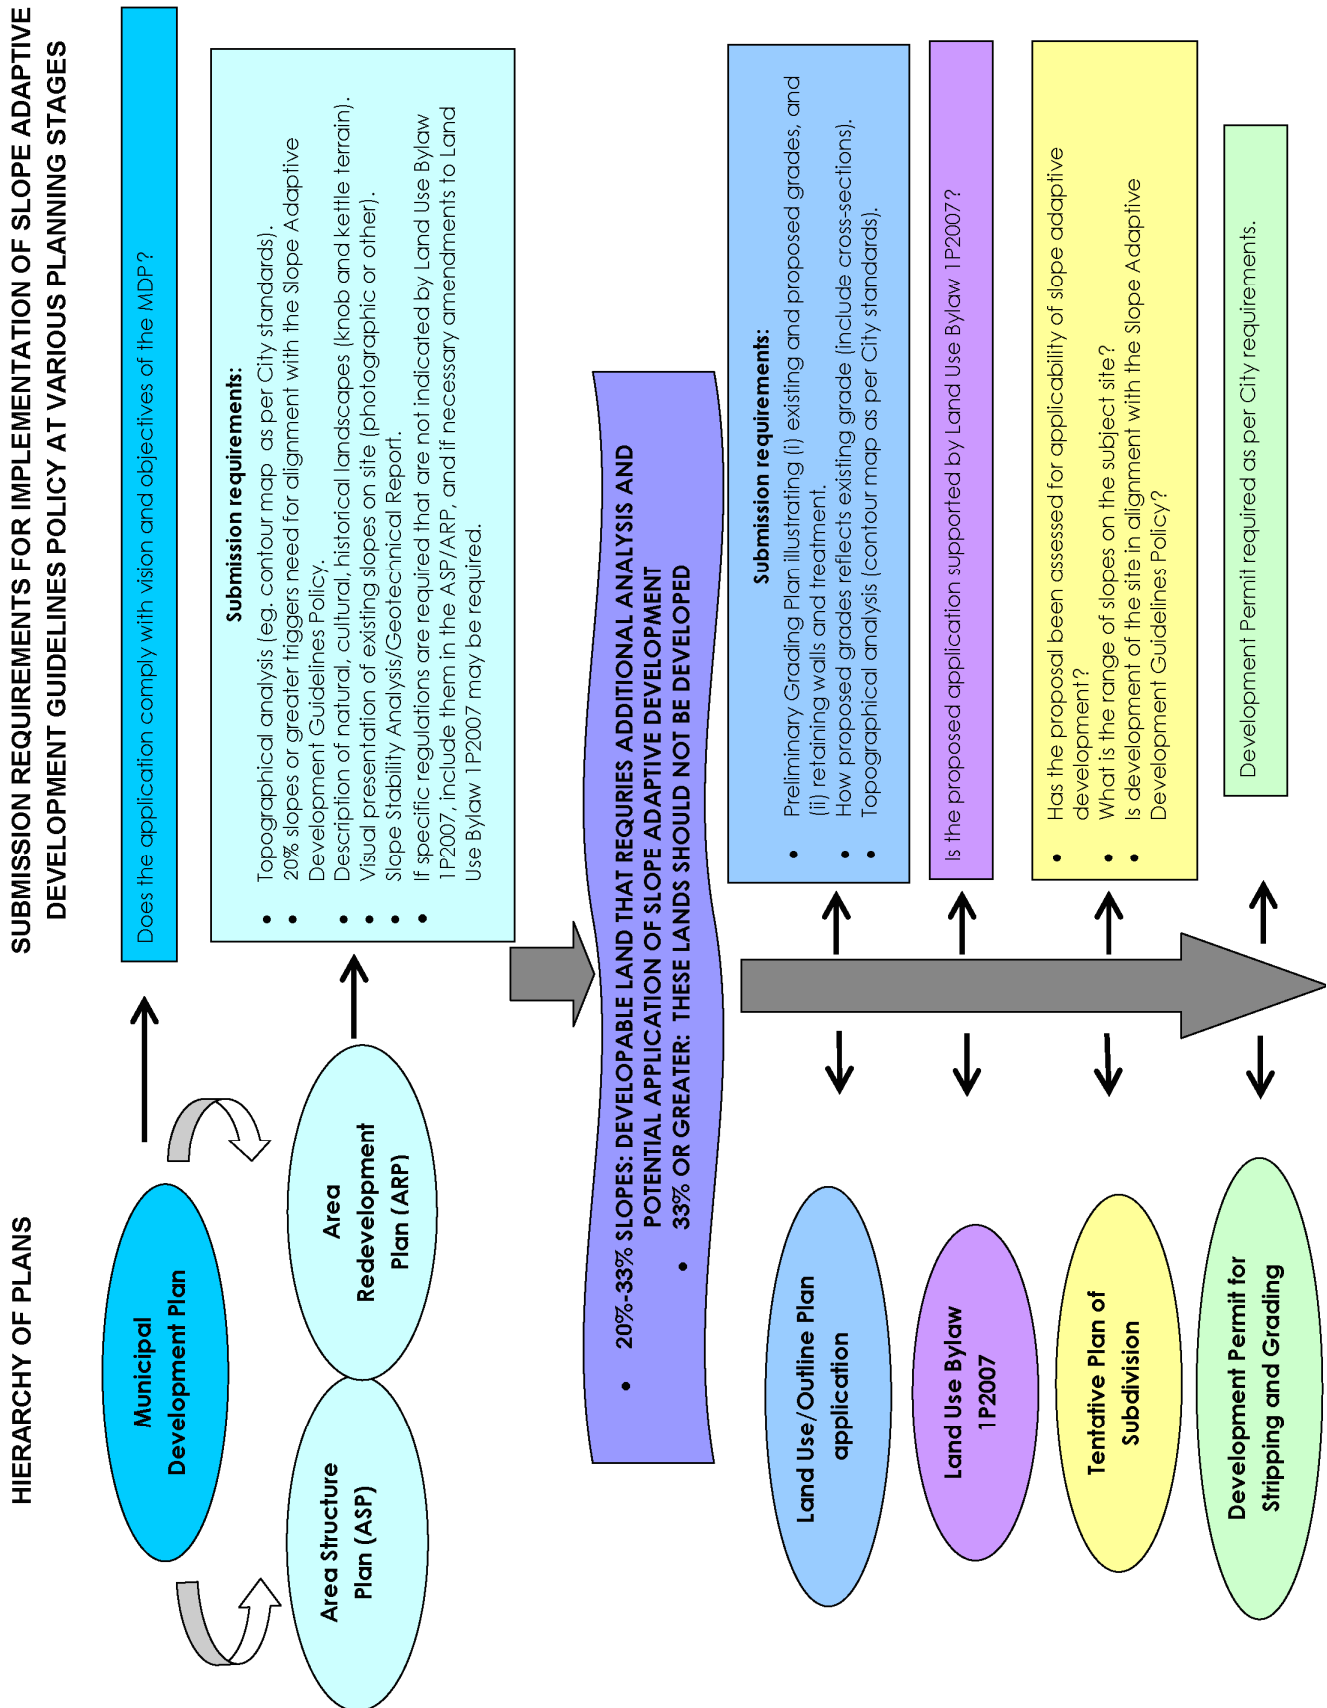 HIERARCHY OF PLANS
SUBMISSION REQUIREMENTS FOR IMPLEMENTATION OF SLOPE ADAPTIVE
DEVELOPMENT GUIDELINES POLICY AT VARIOUS PLANNING STAGES
Municipal
Development Plan
Does the application comply with vision and objectives of the MDP?
Area Structure
Plan (ASP)
Area
Redevelopment
Plan (ARP)
Submission requirements:
• Topographical analysis (eg. contour map as per City standards).
• 20% slopes or greater triggers need for alignment with the Slope Adaptive
Development Guidelines Policy.
• Description of natural, cultural, historical landscapes (knob and kettle terrain).
• Visual presentation of existing slopes on site (photographic or other).
• Slope Stability Analysis/Geotechnical Report.
• If specific regulations are required that are not indicated by Land Use Bylaw
1P2007, include them in the ASP/ARP, and if necessary amendments to Land
Use Bylaw 1P2007 may be required.
• 20%-33% SLOPES: DEVELOPABLE LAND THAT REQURIES ADDITIONAL ANALYSIS AND
POTENTIAL APPLICATION OF SLOPE ADAPTIVE DEVELOPMENT
• 33% OR GREATER: THESE LANDS SHOULD NOT BE DEVELOPED
Land Use/Outline Plan
application
Submission requirements:
• Preliminary Grading Plan illustrating (i) existing and proposed grades, and
(ii) retaining walls and treatment.
• How proposed grades reflects existing grade (include cross-sections).
• Topographical analysis (contour map as per City standards).
Land Use Bylaw
1P2007
Is the proposed application supported by Land Use Bylaw 1P2007?
Tentative Plan of
Subdivision
• Has the proposal been assessed for applicability of slope adaptive
development?
• What is the range of slopes on the subject site?
• Is development of the site in alignment with the Slope Adaptive
Development Guidelines Policy?
Development Permit for
Stripping and Grading
Development Permit required as per City requirements.